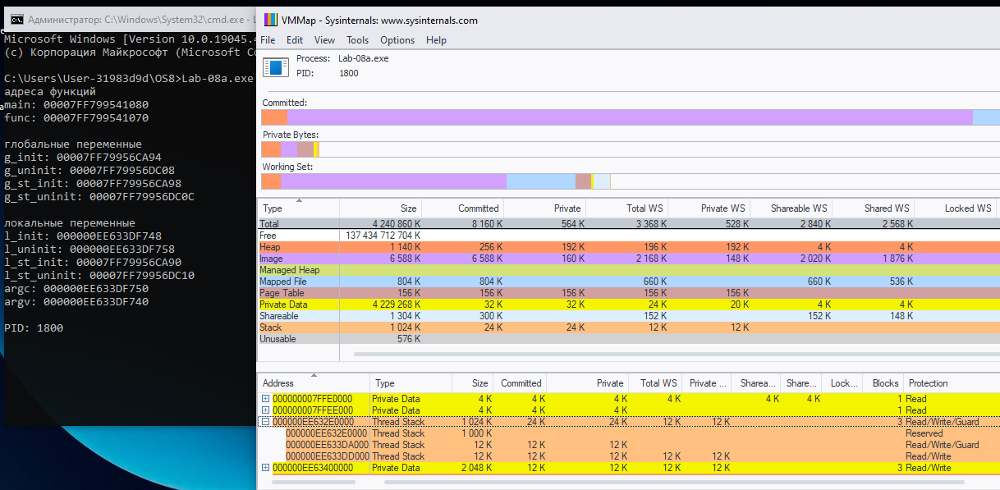 Администратор: C:\Windows\System32\cmd.exe -
Microsoft Windows [Version 10.0.19045.
(c) Корпорация Майкрософт (Microsoft Co
C:\Users\User-31983d9d\OS8>Lab-08a.exe
адреса функций
main: 00007FF799541080
func: 00007FF799541070
глобальные переменные
g_init: 00007FF79956CA94
g_uninit: 00007FF79956DC08
g_st_init: 00007FF79956CA98
g_st_uninit: 00007FF79956DC0C
локальные переменные
l_init: 000000EE633DF748
l_uninit: 000000EE633DF758
l_st_init: 00007FF79956CA90
l_st_uninit: 00007FF79956DC10
argc: 000000EE633DF750
argv: 000000EE633DF740
PID: 1800
VMMap - Sysinternals: www.sysinternals.com
File Edit View Tools Options Help
Process: Lab-08a.exe
PID: 1800
Committed:
Private Bytes:
Working Set:
Type Size Committed Private Total WS Private WS Shareable WS Shared WS Locked WS
Total 4 240 860 K 8 160 K 564 K 3 368 K 528 K 2 840 K 2 568 K
Free 137 434 712 704 K
Heap 1 140 K 256 K 192 K 196 K 192 K 4 K 4 K
Image 6 588 K 6 588 K 160 K 2 168 K 148 K 2 020 K 1 876 K
Managed Heap
Mapped File 804 K 804 K 660 K 660 K 536 K
Page Table 156 K 156 K 156 K 156 K 156 K
Private Data 4 229 268 K 32 K 32 K 24 K 20 K 4 K 4 K
Shareable 1 304 K 300 K 152 K 152 K 148 K
Stack 1 024 K 24 K 24 K 12 K 12 K
Unusable 576 K
Address Type Size Committed Private Total WS Private ... Sharea... Share... Lock... Blocks Protection
000000007FFE0000 Private Data 4 K 4 K 4 K 4 K 4 K 4 K 1 Read
000000007FFEE000 Private Data 4 K 4 K 4 K 1 Read
000000EE632E0000 Thread Stack 1 024 K 24 K 24 K 12 K 12 K 3 Read/Write/Guard
000000EE632E0000 Thread Stack 1 000 K Reserved
000000EE633DA000 Thread Stack 12 K 12 K 12 K Read/Write/Guard
000000EE633DD000 Thread Stack 12 K 12 K 12 K 12 K 12 K Read/Write
000000EE63400000 Private Data 2 048 K 12 K 12 K 12 K 12 K 3 Read/Write